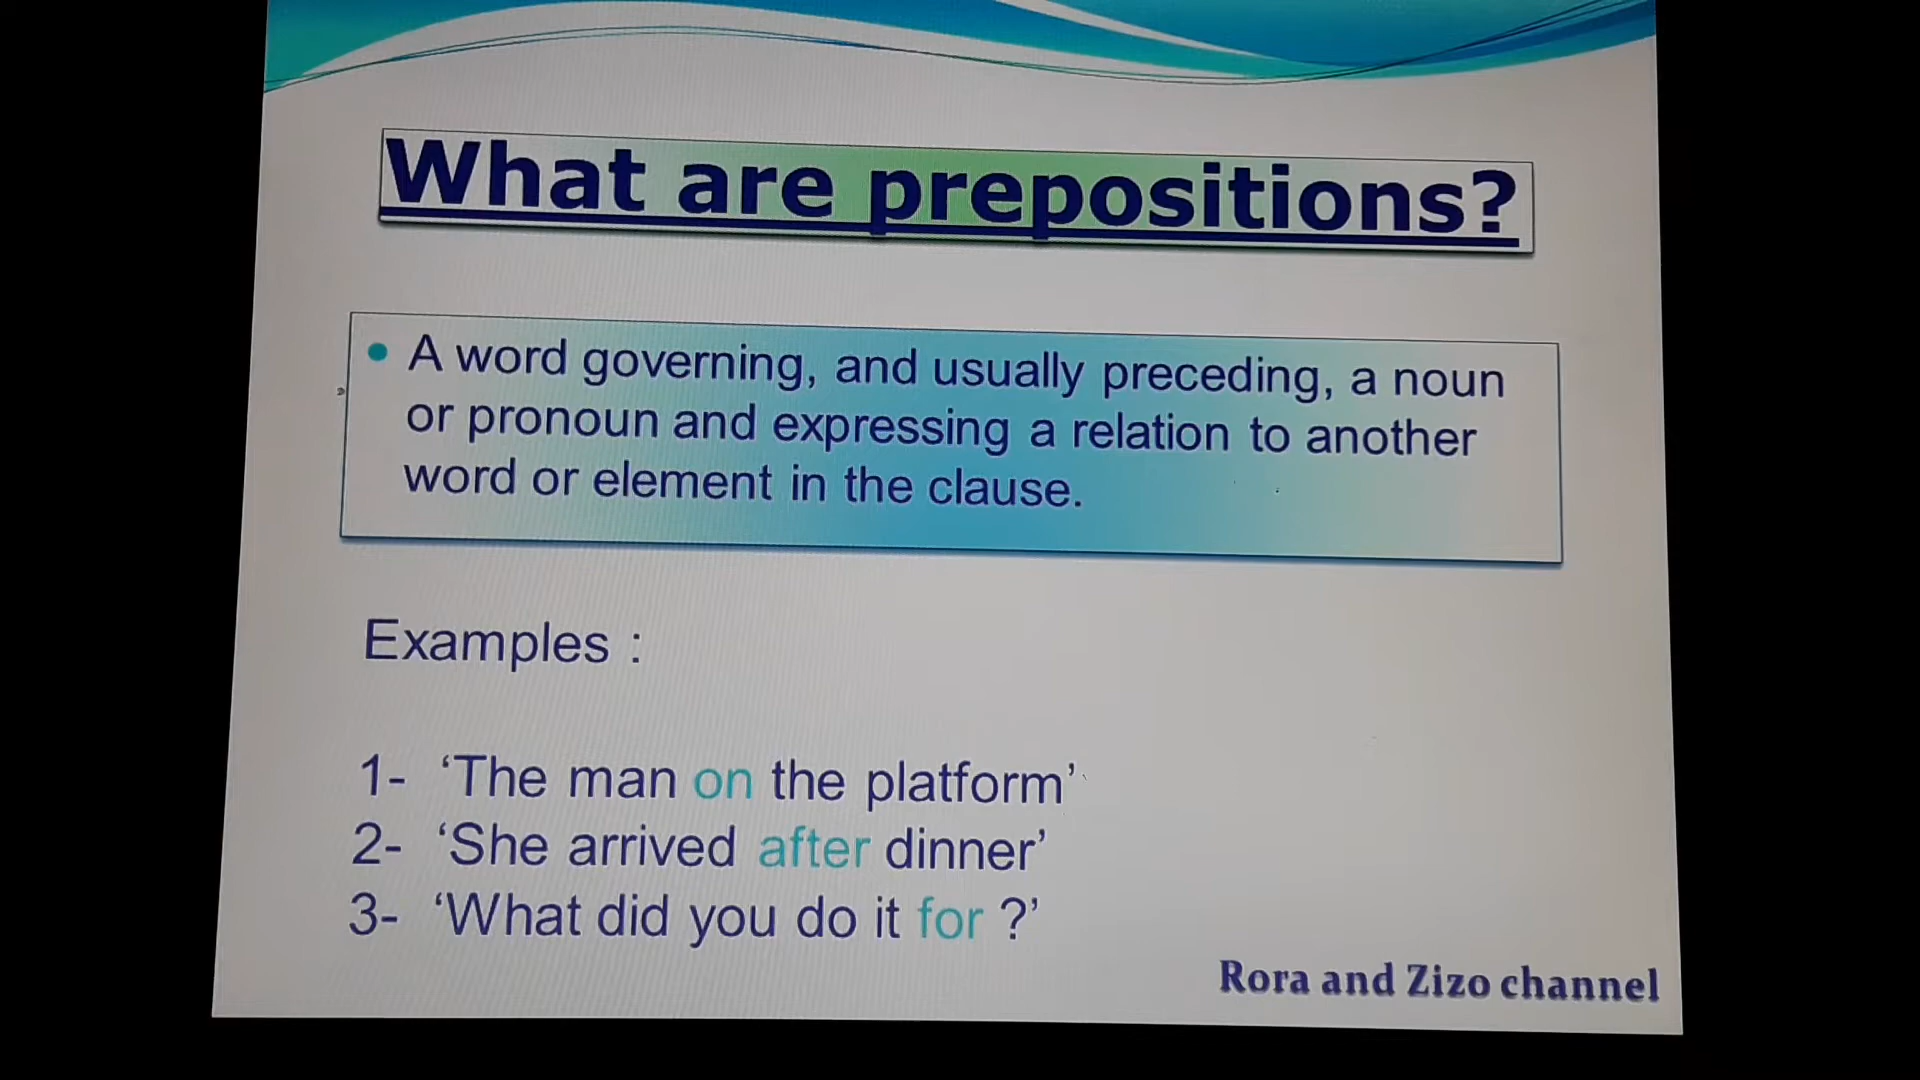 What are prepositions?
• A word governing, and usually preceding, a noun
or pronoun and expressing a relation to another
word or element in the clause.
Examples :
1- ‘The man on the platform’
2- ‘She arrived after dinner’
3- ‘What did you do it for ?’
Rora and Zizo channel